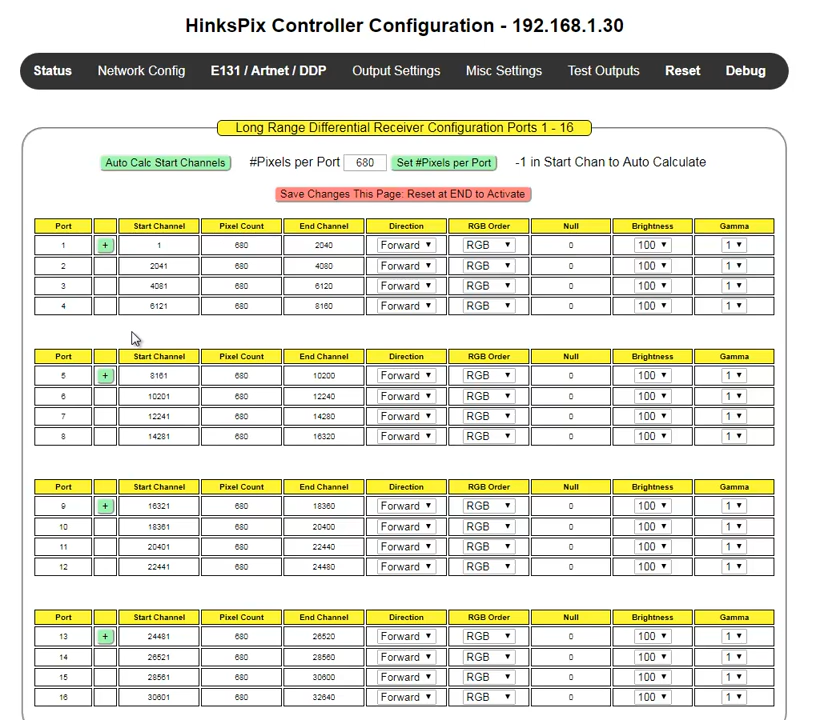 HinksPix Controller Configuration - 192.168.1.30
Status Network Config E131 / Artnet / DDP Output Settings Misc Settings Test Outputs Reset Debug
Long Range Differential Receiver Configuration Ports 1 - 16
Auto Calc Start Channels #Pixels per Port 680 Set #Pixels per Port -1 in Start Chan to Auto Calculate
Save Changes This Page: Reset at END to Activate
Port Start Channel Pixel Count End Channel Direction RGB Order Null Brightness Gamma
1 + 1 680 2040 Forward RGB 0 100 1
2 2041 680 4080 Forward RGB 0 100 1
3 4081 680 6120 Forward RGB 0 100 1
4 6121 680 8160 Forward RGB 0 100 1
Port Start Channel Pixel Count End Channel Direction RGB Order Null Brightness Gamma
5 + 8161 680 10200 Forward RGB 0 100 1
6 10201 680 12240 Forward RGB 0 100 1
7 12241 680 14280 Forward RGB 0 100 1
8 14281 680 16320 Forward RGB 0 100 1
Port Start Channel Pixel Count End Channel Direction RGB Order Null Brightness Gamma
9 + 16321 680 18360 Forward RGB 0 100 1
10 18361 680 20400 Forward RGB 0 100 1
11 20401 680 22440 Forward RGB 0 100 1
12 22441 680 24480 Forward RGB 0 100 1
Port Start Channel Pixel Count End Channel Direction RGB Order Null Brightness Gamma
13 + 24481 680 26520 Forward RGB 0 100 1
14 26521 680 28560 Forward RGB 0 100 1
15 28561 680 30600 Forward RGB 0 100 1
16 30601 680 32640 Forward RGB 0 100 1